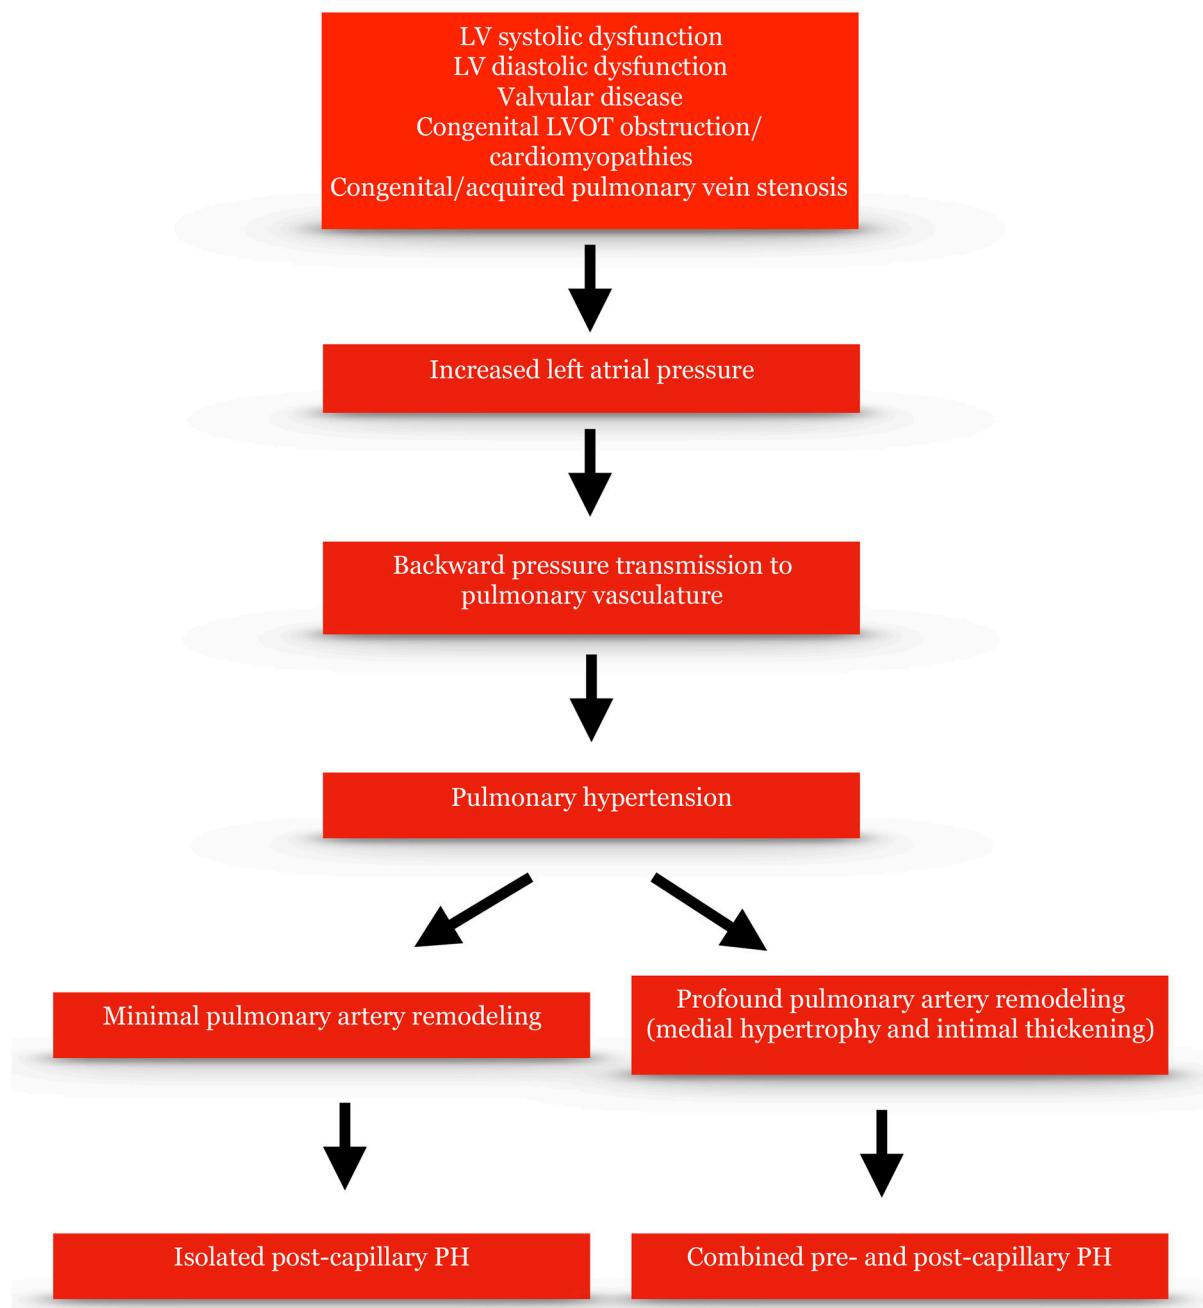 LV systolic dysfunction
LV diastolic dysfunction
Valvular disease
Congenital LVOT obstruction/
cardiomyopathies
Congenital/acquired pulmonary vein stenosis
Increased left atrial pressure
Backward pressure transmission to
pulmonary vasculature
Pulmonary hypertension
Minimal pulmonary artery remodeling
Profound pulmonary artery remodeling
(medial hypertrophy and intimal thickening)
Isolated post-capillary PH
Combined pre- and post-capillary PH